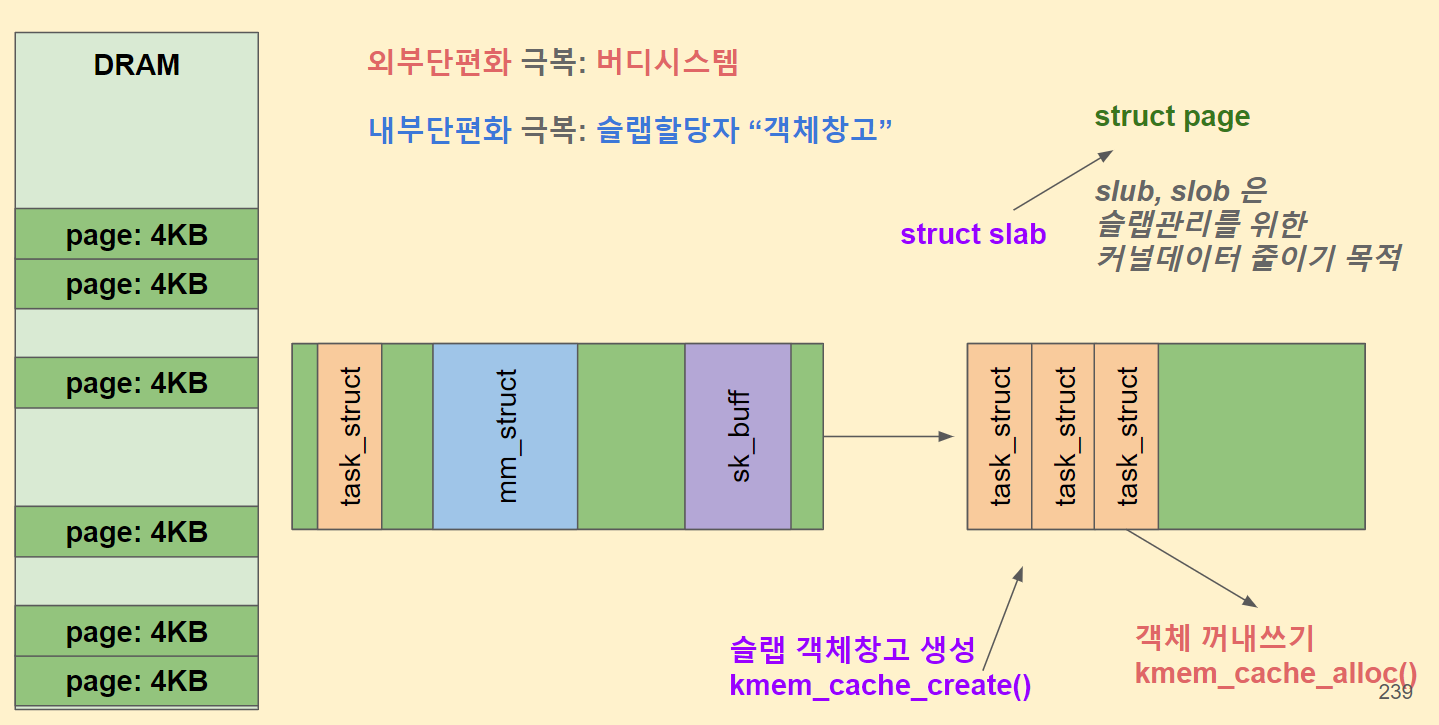 DRAM
page: 4KB
page: 4KB
page: 4KB
page: 4KB
page: 4KB
page: 4KB
외부단편화 극복: 버디시스템
내부단편화 극복: 슬랩할당자 “객체창고”
struct page
slub, slob 은
슬랩관리를 위한
커널데이터 줄이기 목적
struct slab
task_struct
mm_struct
sk_buff
task_struct
task_struct
task_struct
슬랩 객체창고 생성
kmem_cache_create()
객체 꺼내쓰기
kmem_cache_alloc()
239